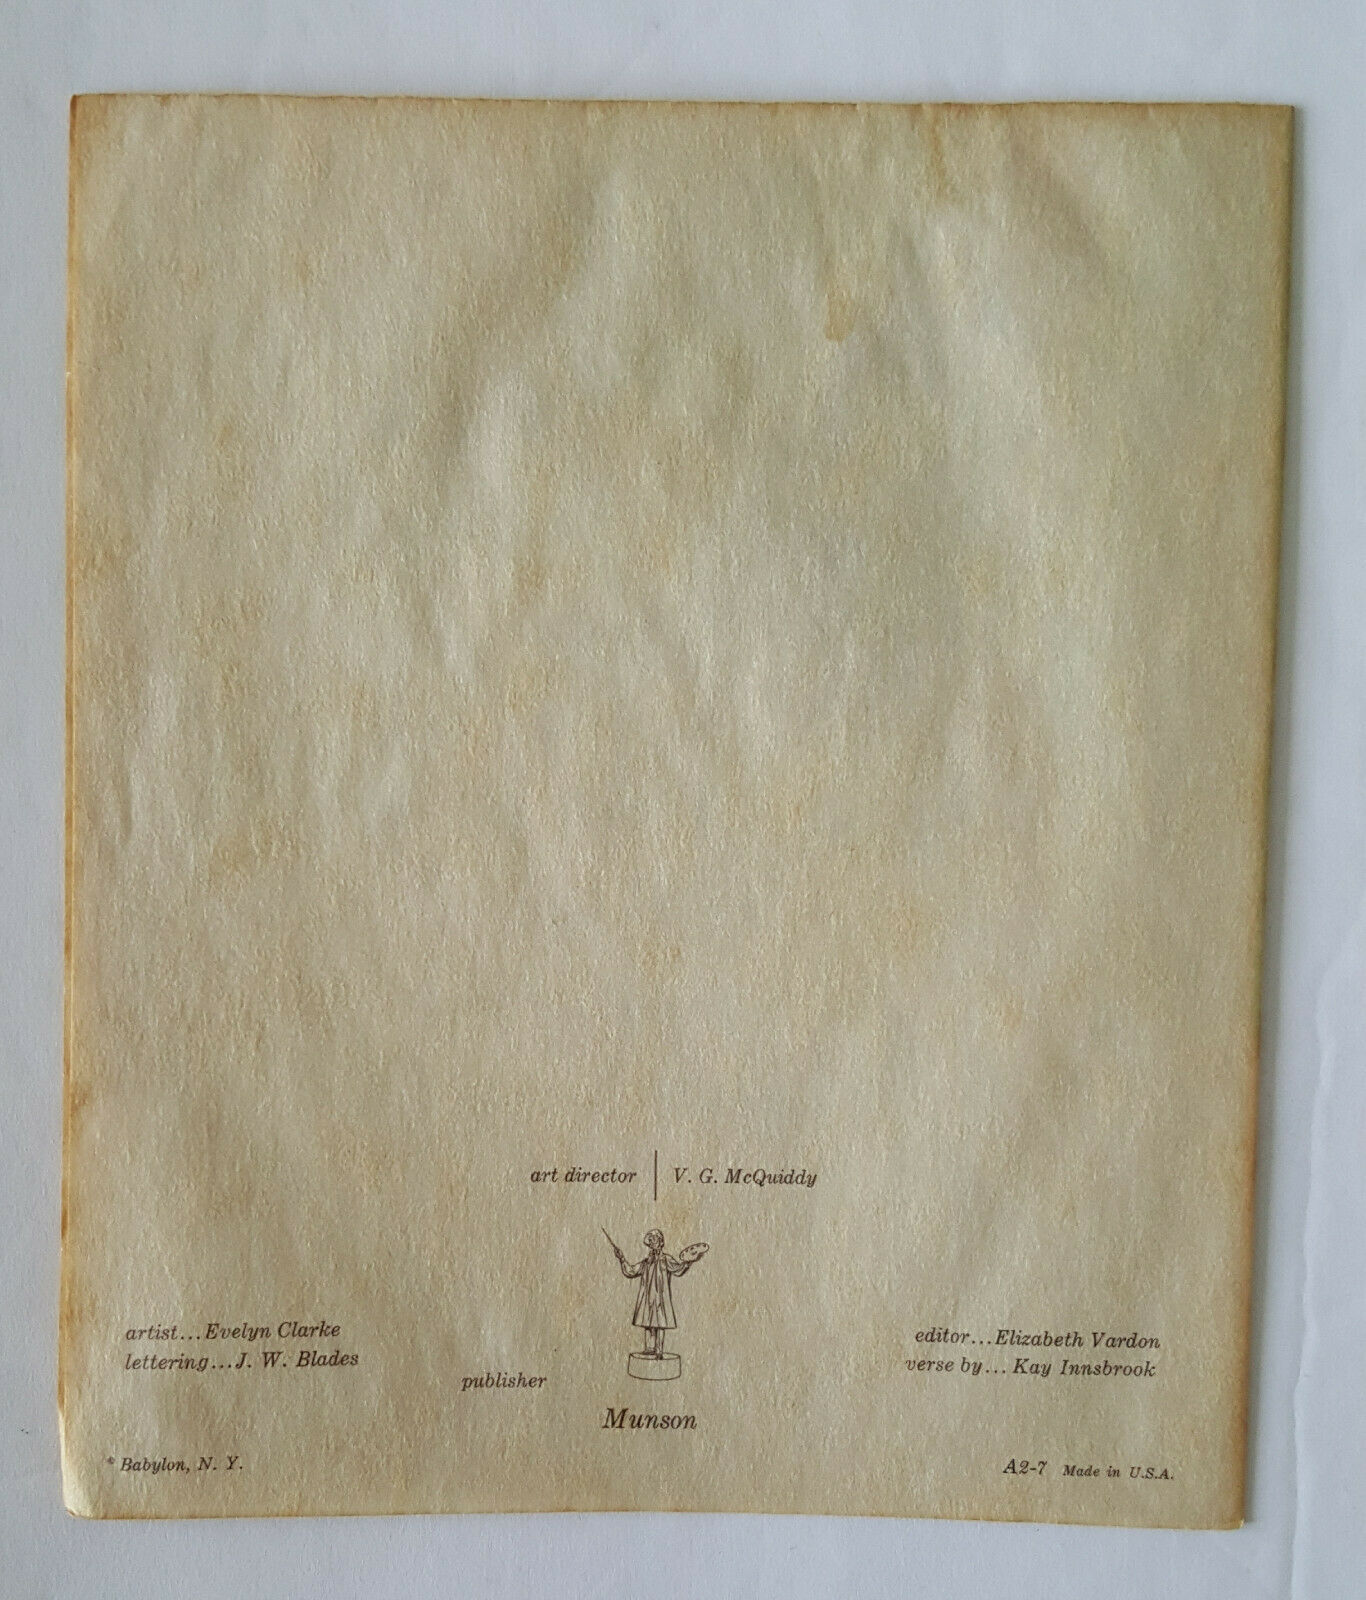 art director | V. G. McQuiddy
artist...Evelyn Clarke
lettering...J. W. Blades
publisher
Munson
editor...Elizabeth Vardon
verse by... Kay Innsbrook
© Babylon, N. Y.
A2-7 Made in U.S.A.